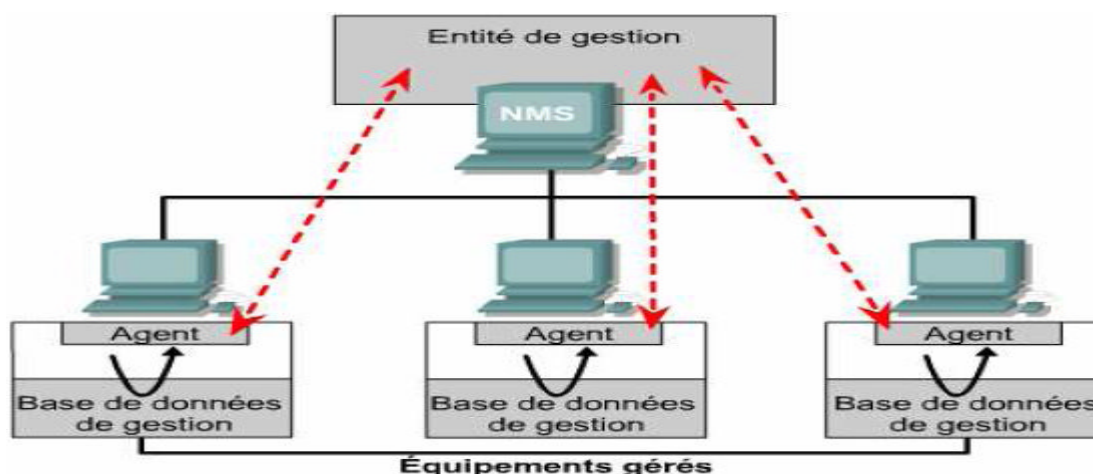 Entité de gestion
NMS
Agent
Agent
Agent
Base de données
de gestion
Base de données
de gestion
Base de données
de gestion
Équipements gérés